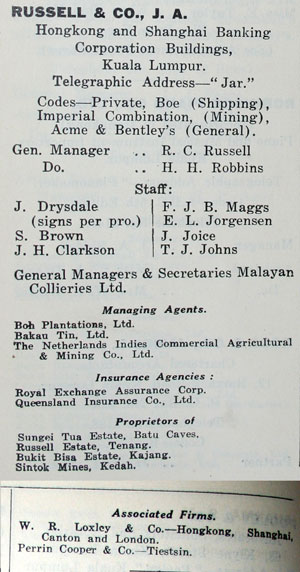 RUSSELL & CO., J. A.
Hongkong and Shanghai Banking
Corporation Buildings,
Kuala Lumpur.
Telegraphic Address—"Jar."
Codes—Private, Boe (Shipping),
Imperial Combination, (Mining),
Acme & Bentley's (General).
Gen. Manager .. R. C. Russell
Do. .. H. H. Robbins
Staff:
J. Drysdale
(signs per pro.)
S. Brown
J. H. Clarkson
F. J. B. Maggs
E. L. Jorgensen
J. Joice
T. J. Johns
General Managers & Secretaries Malayan
Collieries Ltd.
Managing Agents.
Boh Plantations, Ltd.
Bakau Tin, Ltd.
The Netherlands Indies Commercial Agricultural
& Mining Co., Ltd.
Insurance Agencies :
Royal Exchange Assurance Corp.
Queensland Insurance Co., Ltd.
Proprietors of
Sungei Tua Estate, Batu Caves.
Russell Estate, Tenang.
Bukit Bisa Estate, Kajang.
Sintok Mines, Kedah.
Associated Firms.
W. R. Loxley & Co.—Hongkong, Shanghai,
Canton and London.
Perrin Cooper & Co.—Tiestsin.